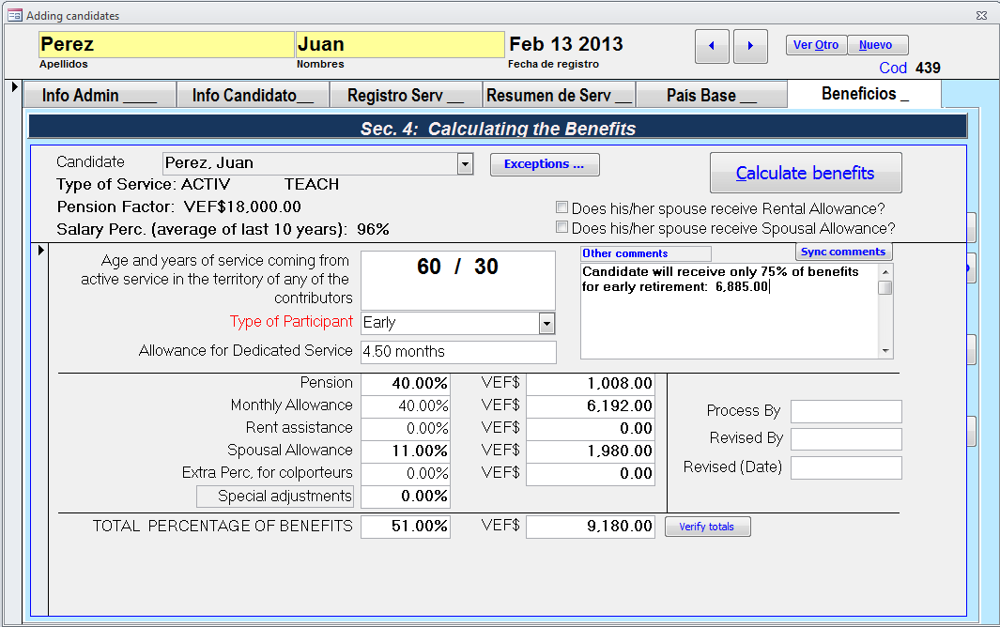 Adding candidates
Perez Juan Feb 13 2013
Apellidos Nombres Fecha de registro
Ver Otro Nuevo
Cod 439
Info Admin ____ Info Candidato__ Registro Serv __ Resumen de Serv __ País Base __ Beneficios _
Sec. 4: Calculating the Benefits
Candidate Perez, Juan Exceptions ... Calculate benefits
Type of Service: ACTIV TEACH
Pension Factor: VEF$18,000.00
Does his/her spouse receive Rental Allowance?
Salary Perc. (average of last 10 years): 96%
Does his/her spouse receive Spousal Allowance?
Age and years of service coming from
active service in the territory of any of the
contributors
60 / 30
Other comments Sync comments
Candidate will receive only 75% of benefits
for early retirement: 6,885.00
Type of Participant Early
Allowance for Dedicated Service 4.50 months
Pension 40.00% VEF$ 1,008.00
Monthly Allowance 40.00% VEF$ 6,192.00
Rent assistance 0.00% VEF$ 0.00
Spousal Allowance 11.00% VEF$ 1,980.00
Extra Perc, for colporteurs 0.00% VEF$ 0.00
Special adjustments 0.00%
Process By
Revised By
Revised (Date)
TOTAL PERCENTAGE OF BENEFITS 51.00% VEF$ 9,180.00 Verify totals